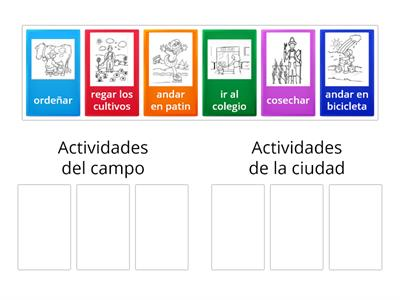 ordeñar
regar los
cultivos
andar
en patin
ir al
colegio
cosechar
andar en
bicicleta
Actividades
del campo
Actividades
de la ciudad